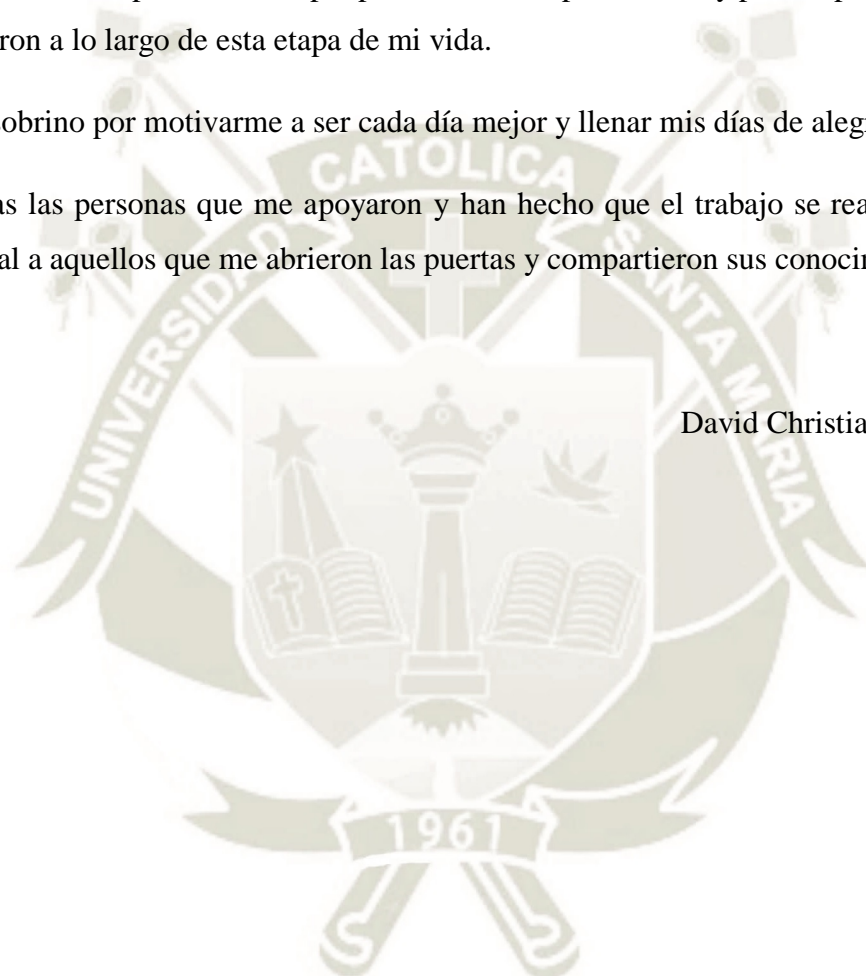 ron a lo largo de esta etapa de mi vida.
obrino por motivarme a ser cada día mejor y llenar mis días de aleg
as las personas que me apoyaron y han hecho que el trabajo se rea
al a aquellos que me abrieron las puertas y compartieron sus conoci
David Christia
UNIVERSIDAD CATOLICA SANTA MARIA
1961